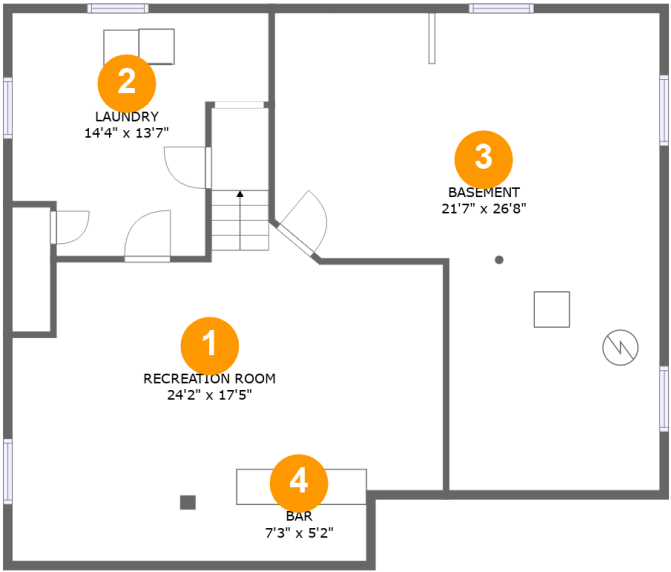 2
LAUNDRY
14'4" x 13'7"
3
BASEMENT
21'7" x 26'8"
1
RECREATION ROOM
24'2" x 17'5"
4
BAR
7'3" x 5'2"